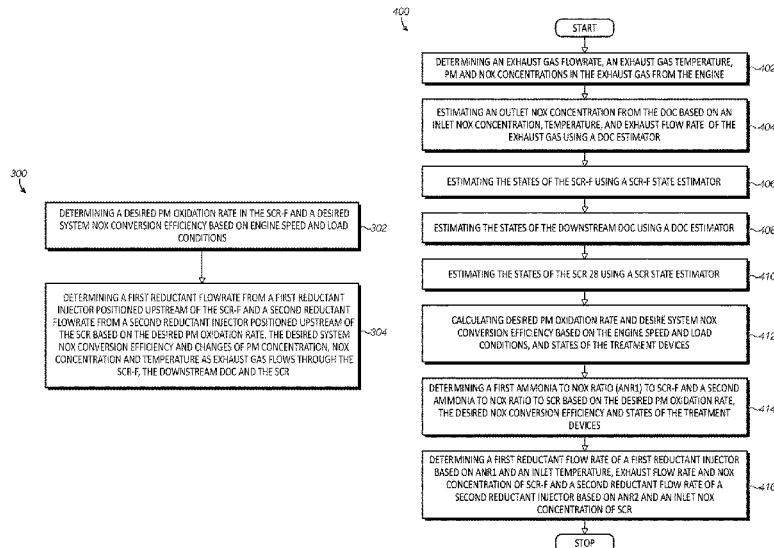 300
DETERMINING A DESIRED PM OXIDATION RATE IN THE SCR-F AND A DESIRED
SYSTEM NOX CONVERSION EFFICIENCY BASED ON ENGINE SPEED AND LOAD
CONDITIONS
302
DETERMINING A FIRST REDUCTANT FLOWRATE FROM A FIRST REDUCTANT
INJECTOR POSITIONED UPSTREAM OF THE SCR-F AND A SECOND REDUCTANT
FLOWRATE FROM A SECOND REDUCTANT INJECTOR POSITIONED UPSTREAM OF
THE SCR BASED ON THE DESIRED PM OXIDATION RATE, THE DESIRED SYSTEM
NOX CONVERSION EFFICIENCY AND CHANGES OF PM CONCENTRATION, NOX
CONCENTRATION AND TEMPERATURE AS EXHAUST GAS FLOWS THROUGH THE
SCR-F, THE DOWNSTREAM DOC AND THE SCR
304
400
START
DETERMINING AN EXHAUST GAS FLOWRATE, AN EXHAUST GAS TEMPERATURE,
PM AND NOX CONCENTRATIONS IN THE EXHAUST GAS FROM THE ENGINE
402
ESTIMATING AN OUTLET NOX CONCENTRATION FROM THE DOC BASED ON AN
INLET NOX CONCENTRATION, TEMPERATURE, AND EXHAUST FLOW RATE OF THE
EXHAUST GAS USING A DOC ESTIMATOR
404
ESTIMATING THE STATES OF THE SCR-F USING A SCR-F STATE ESTIMATOR
406
ESTIMATING THE STATES OF THE DOWNSTREAM DOC USING A DOC ESTIMATOR
408
ESTIMATING THE STATES OF THE SCR 28 USING A SCR STATE ESTIMATOR
410
CALCULATING DESIRED PM OXIDATION RATE AND DESIRE SYSTEM NOX
CONVERSION EFFICIENCY BASED ON THE ENGINE SPEED AND LOAD
CONDITIONS, AND STATES OF THE TREATMENT DEVICES
412
DETERMINING A FIRST AMMONIA TO NOX RATIO (ANR1) TO SCR-F AND A SECOND
AMMONIA TO NOX RATIO TO SCR BASED ON THE DESIRED PM OXIDATION RATE,
THE DESIRED NOX CONVERSION EFFICIENCY AND STATES OF THE TREATMENT
DEVICES
414
DETERMINING A FIRST REDUCTANT FLOW RATE OF A FIRST REDUCTANT INJECTOR
BASED ON ANR1 AND AN INLET TEMPERATURE, EXHAUST FLOW RATE AND NOX
CONCENTRATION OF SCR-F AND A SECOND REDUCTANT FLOW RATE OF A
SECOND REDUCTANT INJECTOR BASED ON ANR2 AND AN INLET NOX
CONCENTRATION OF SCR
416
STOP